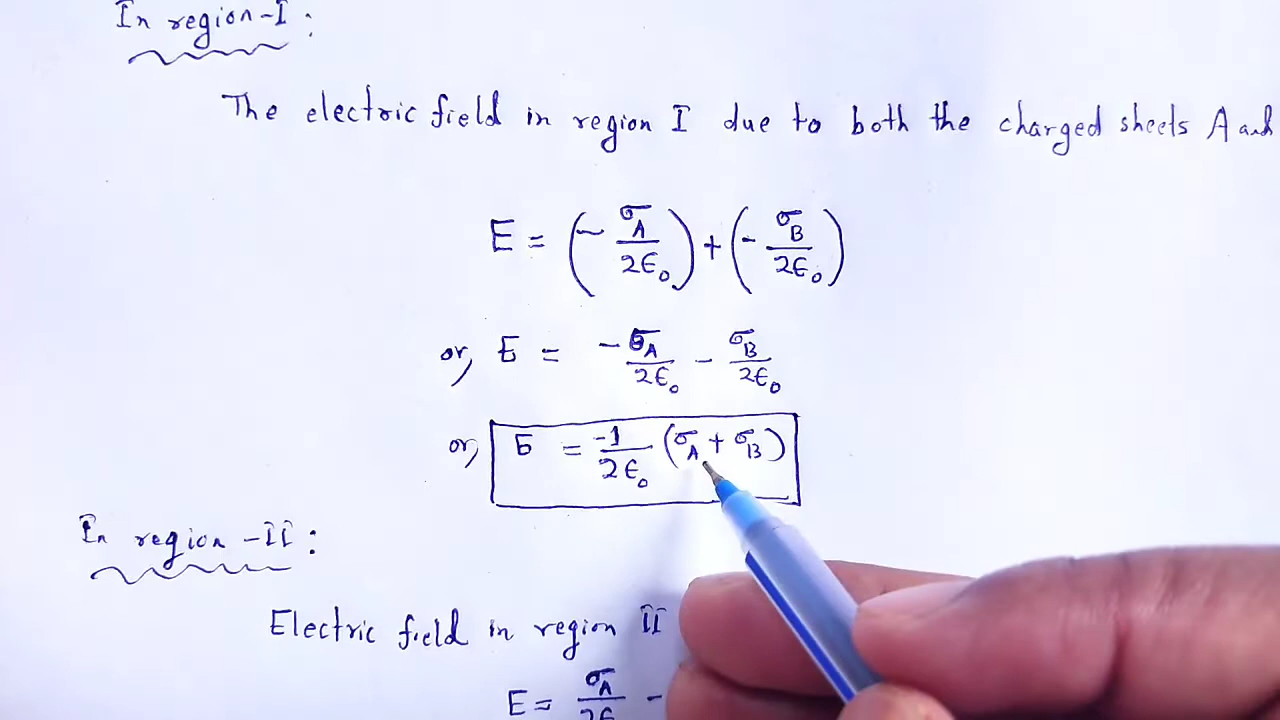 In region-I :
The electric field in region I due to both the charged sheets A and
E = (- σA/2ϵ₀) + (- σB/2ϵ₀)
or, E = - σA/2ϵ₀ - σB/2ϵ₀
or, E = -1/2ϵ₀ (σA + σB)
In region -II :
Electric field in region II
E = σA/2ϵ -